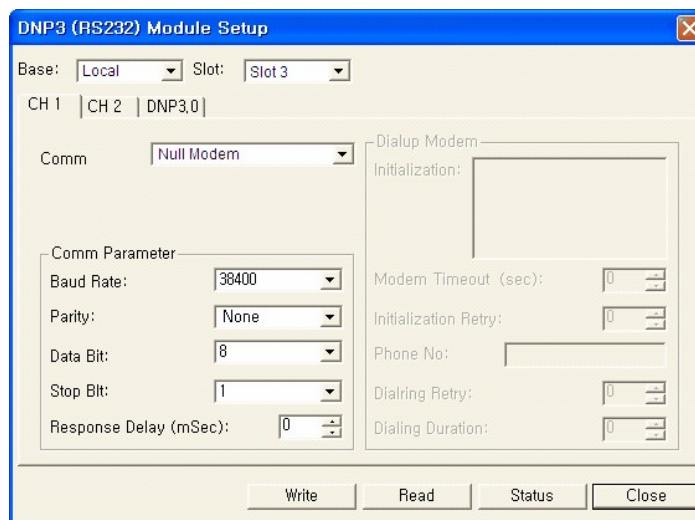 DNP3 (RS232) Module Setup
Base: Local Slot: Slot 3
CH 1 CH 2 DNP3,0
Comm Null Modem
Dialup Modem
Initialization:
Comm Parameter
Baud Rate: 38400
Modem Timeout (sec): 0
Parity: None
Initialization Retry: 0
Data Bit: 8
Phone No:
Stop Blt: 1
Dialring Retry: 0
Response Delay (mSec): 0
Dialing Duration: 0
Write Read Status Close